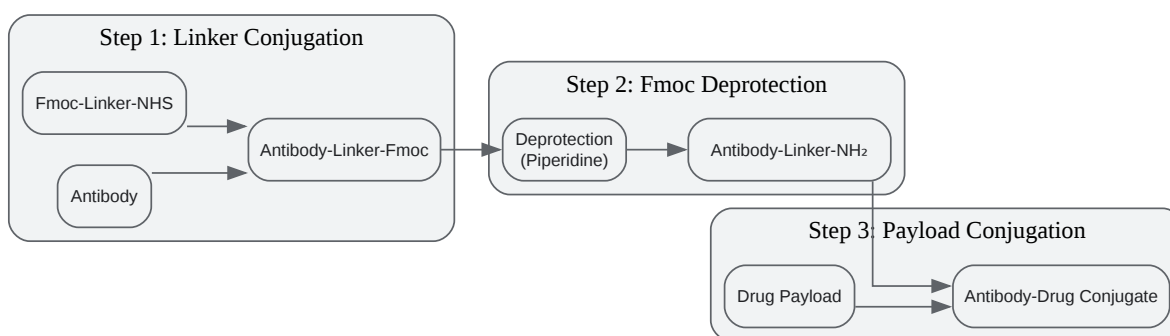 Step 1: Linker Conjugation
Fmoc-Linker-NHS
Antibody
Antibody-Linker-Fmoc
Step 2: Fmoc Deprotection
Deprotection
(Piperidine)
Antibody-Linker-NH₂
Step 3: Payload Conjugation
Drug Payload
Antibody-Drug Conjugate